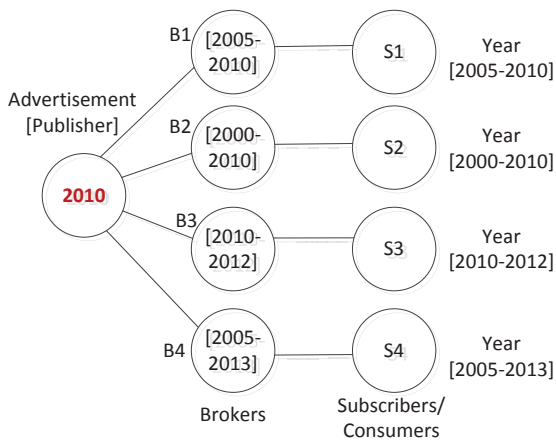 B1
[2005-
2010]
S1
Year
[2005-2010]
Advertisement
[Publisher]
2010
B2
[2000-
2010]
S2
Year
[2000-2010]
B3
[2010-
2012]
S3
Year
[2010-2012]
B4
[2005-
2013]
S4
Year
[2005-2013]
Brokers
Subscribers/
Consumers